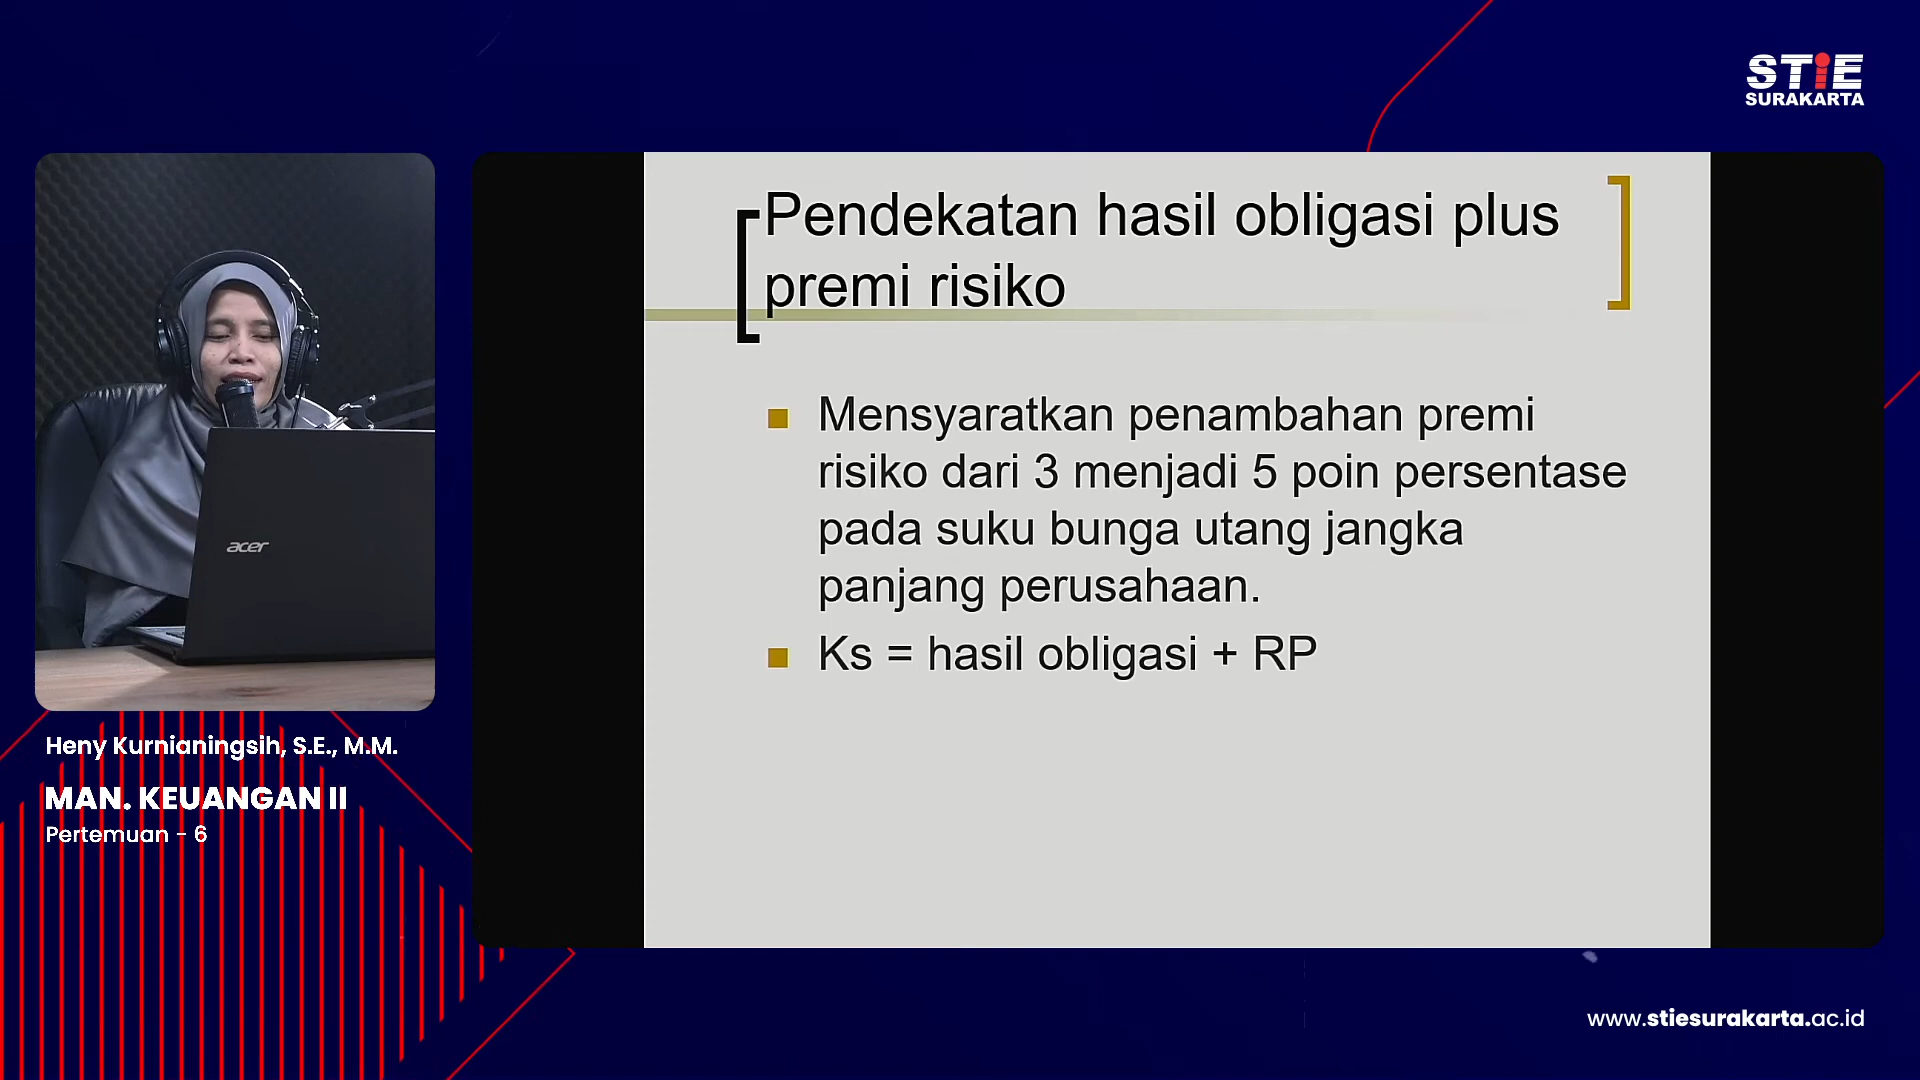 STiE
SURAKARTA
Pendekatan hasil obligasi plus
premi risiko
Mensyaratkan penambahan premi
risiko dari 3 menjadi 5 poin persentase
pada suku bunga utang jangka
panjang perusahaan.
Ks = hasil obligasi + RP
acer
Heny Kurnianingsih, S.E., M.M.
MAN. KEUANGAN II
Pertemuan - 6
www.stiesurakarta.ac.id